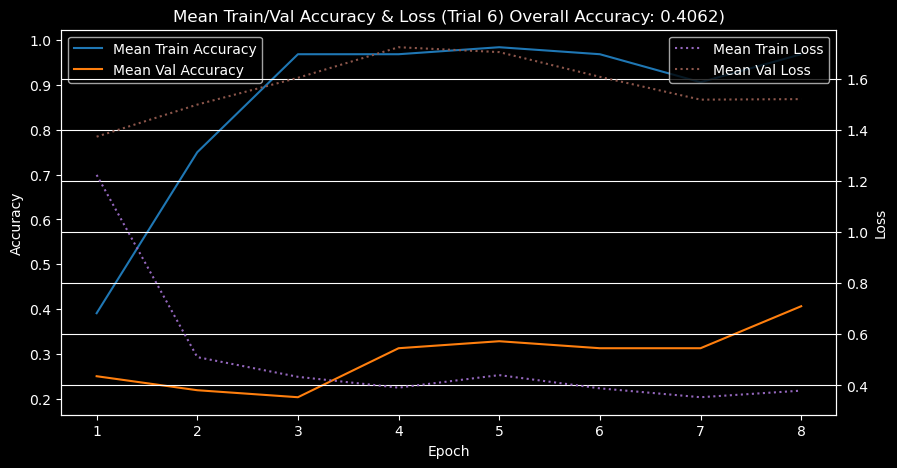 Mean Train/Val Accuracy & Loss (Trial 6) Overall Accuracy: 0.4062)
Mean Train Accuracy
Mean Val Accuracy
Mean Train Loss
Mean Val Loss
1.0
0.9
0.8
0.7
0.6
0.5
0.4
0.3
0.2
Accuracy
1.6
1.4
1.2
1.0
0.8
0.6
0.4
Loss
1 2 3 4 5 6 7 8
Epoch